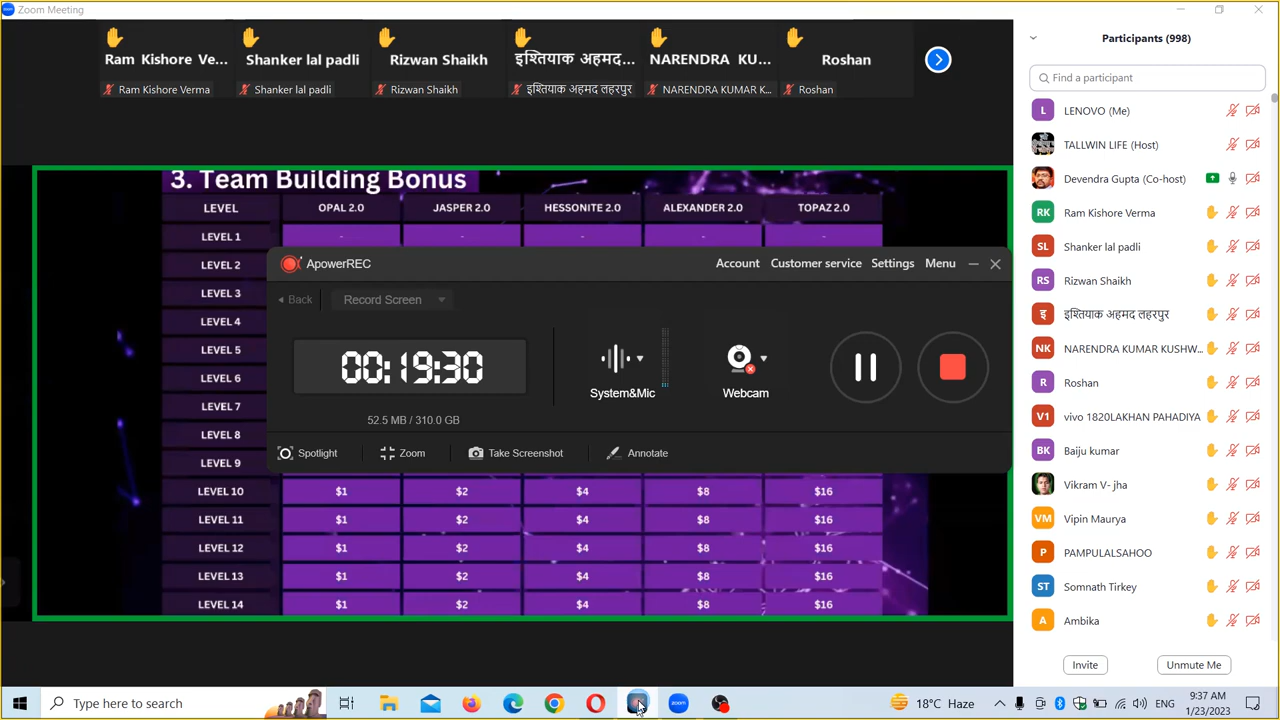 Zoom Meeting
Ram Kishore Ve...
Shanker lal padli
Rizwan Shaikh
इश्तियाक अहमद...
NARENDRA KU...
Roshan
Ram Kishore Verma
Shanker lal padli
Rizwan Shaikh
इश्तियाक अहमद लहरपुर
NARENDRA KUMAR K...
Roshan
3. Team Building Bonus
LEVEL OPAL 2.0 JASPER 2.0 HESSONITE 2.0 ALEXANDER 2.0 TOPAZ 2.0
LEVEL 1 - - - - -
LEVEL 2
LEVEL 3
LEVEL 4
LEVEL 5
LEVEL 6
LEVEL 7
LEVEL 8
LEVEL 9
LEVEL 10 $1 $2 $4 $8 $16
LEVEL 11 $1 $2 $4 $8 $16
LEVEL 12 $1 $2 $4 $8 $16
LEVEL 13 $1 $2 $4 $8 $16
LEVEL 14 $1 $2 $4 $8 $16
ApowerREC
Account Customer service Settings Menu
Back Record Screen
00:19:30
52.5 MB / 310.0 GB
System&Mic
Webcam
Spotlight Zoom Take Screenshot Annotate
Participants (998)
Find a participant
L LENOVO (Me)
TALLWIN LIFE (Host)
Devendra Gupta (Co-host)
RK Ram Kishore Verma
SL Shanker lal padli
RS Rizwan Shaikh
इ इश्तियाक अहमद लहरपुर
NK NARENDRA KUMAR KUSHW...
R Roshan
V1 vivo 1820LAKHAN PAHADIYA
BK Baiju kumar
Vikram V- jha
VM Vipin Maurya
P PAMPULALSAHOO
ST Somnath Tirkey
A Ambika
Invite Unmute Me
Type here to search
zoom
18°C Haze
ENG
9:37 AM
1/23/2023